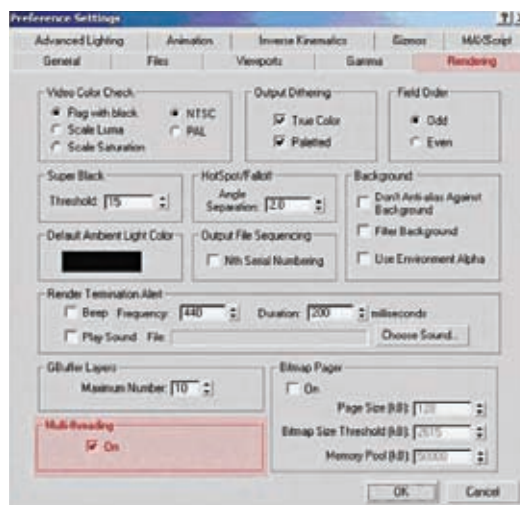 Preference Settings
Advanced Lighting Animation Inverse Kinematics Gizmos MAXScript
General Files Viewports Gamma Rendering
Video Color Check
Flag with black
NTSC
Scale Luma
PAL
Scale Saturation
Output Dithering
True Color
Paletted
Field Order
Odd
Even
Super Black
Threshold: 15
HotSpot/Falloff
Angle
Separation: 2.0
Background
Don't Anti-alias Against
Background
Filter Background
Use Environment Alpha
Default Ambient Light Color
Output File Sequencing
Nth Serial Numbering
Render Termination Alert
Beep Frequency: 440 Duration: 200 milliseconds
Play Sound File: Choose Sound...
GBuffer Layers
Maximum Number: 10
Bitmap Pager
On
Page Size (kB): 128
Bitmap Size Threshold (kB): 2615
Memory Pool (kB): 50000
Multi-threading
On
OK Cancel